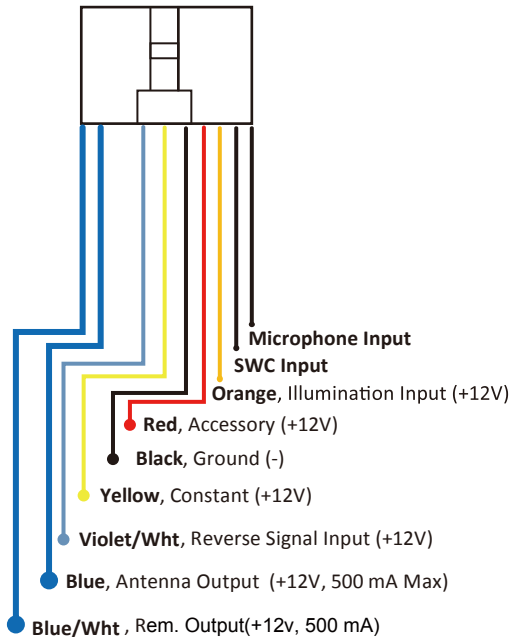 Microphone Input
SWC Input
Orange, Illumination Input (+12V)
Red, Accessory (+12V)
Black, Ground (-)
Yellow, Constant (+12V)
Violet/Wht, Reverse Signal Input (+12V)
Blue, Antenna Output (+12V, 500 mA Max)
Blue/Wht , Rem. Output(+12v, 500 mA)